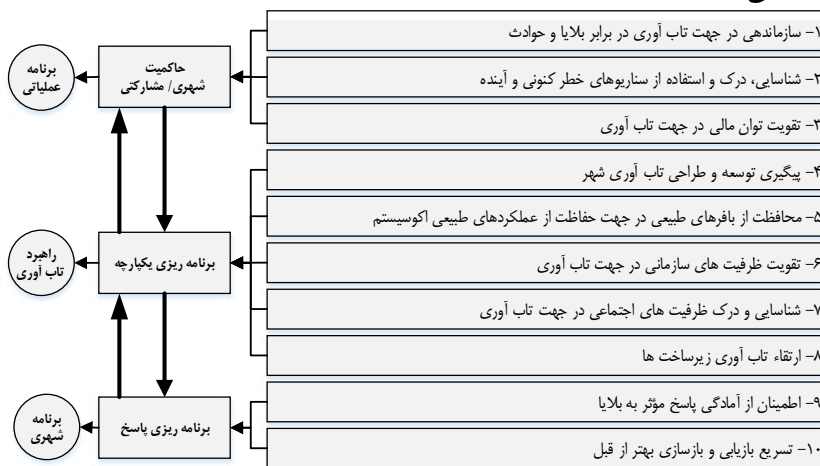 ۱- سازماندهی در جهت تاب آوری در برابر بلایا و حوادث
۲- شناسایی، درک و استفاده از سناریوهای خطر کنونی و آینده
۳- تقویت توان مالی در جهت تاب آوری
۴- پیگیری توسعه و طراحی تاب آوری شهر
۵- محافظت از بافرهای طبیعی در جهت حفاظت از عملکردهای طبیعی اکوسیستم
۶- تقویت ظرفیت های سازمانی در جهت تاب آوری
۷- شناسایی و درک ظرفیت های اجتماعی در جهت تاب آوری
۸- ارتقاء تاب آوری زیرساخت ها
۹- اطمینان از آمادگی پاسخ مؤثر به بلایا
۱۰- تسریع بازیابی و بازسازی بهتر از قبل
حاکمیت
شهری/ مشارکتی
برنامه ریزی یکپارچه
برنامه ریزی پاسخ
برنامه
عملیاتی
راهبرد
تاب آوری
برنامه
شهری